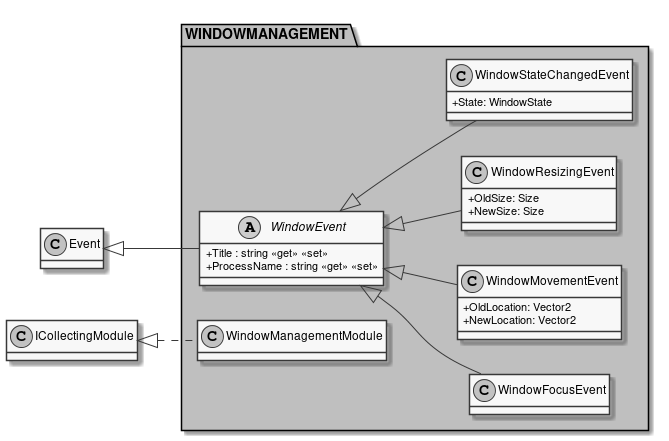 WINDOWMANAGEMENT
C WindowStateChangedEvent
+State: WindowState
C WindowResizingEvent
+OldSize: Size
+NewSize: Size
A WindowEvent
+Title : string «get» «set»
+ProcessName : string «get» «set»
C Event
C WindowMovementEvent
+OldLocation: Vector2
+NewLocation: Vector2
C ICollectingModule
C WindowManagementModule
C WindowFocusEvent